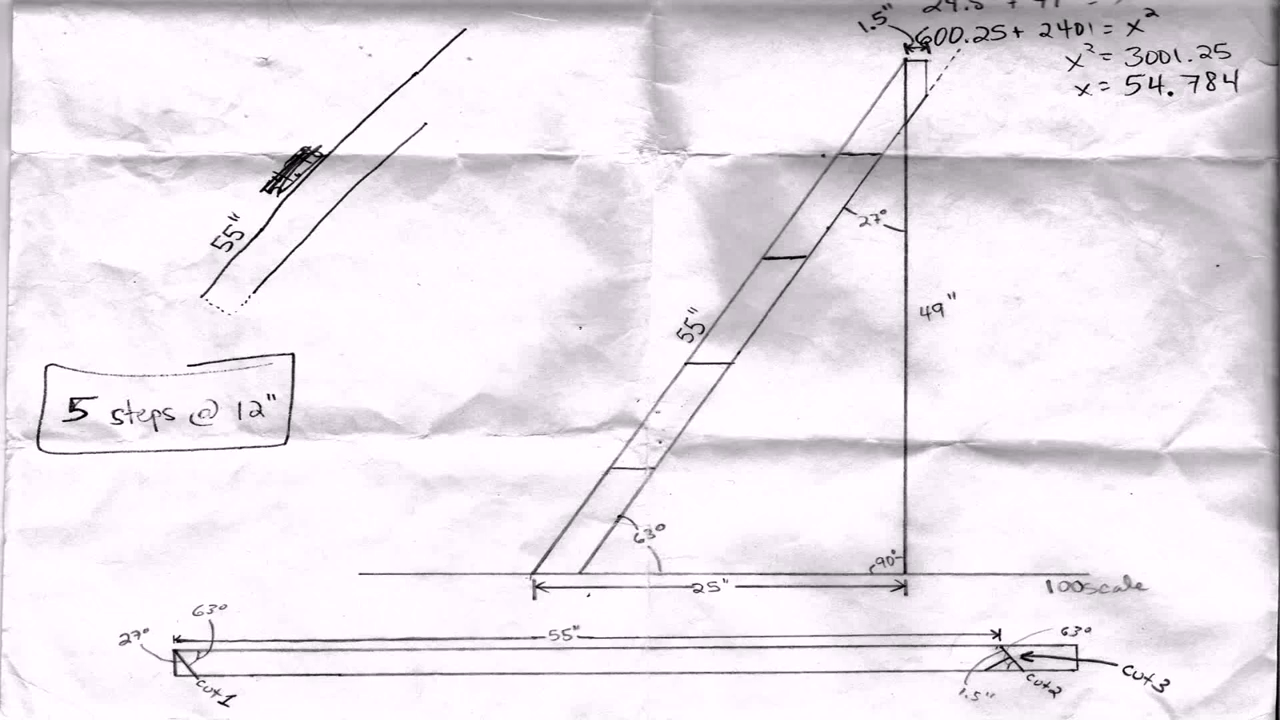 1.5"
600.25 + 2401 = x²
x² = 3001.25
x = 54.784
55"
27°
49"
55"
5 steps @ 12"
63°
90°
25"
100scale
63°
27°
55"
63°
cut1
1.5"
cut2
cut3